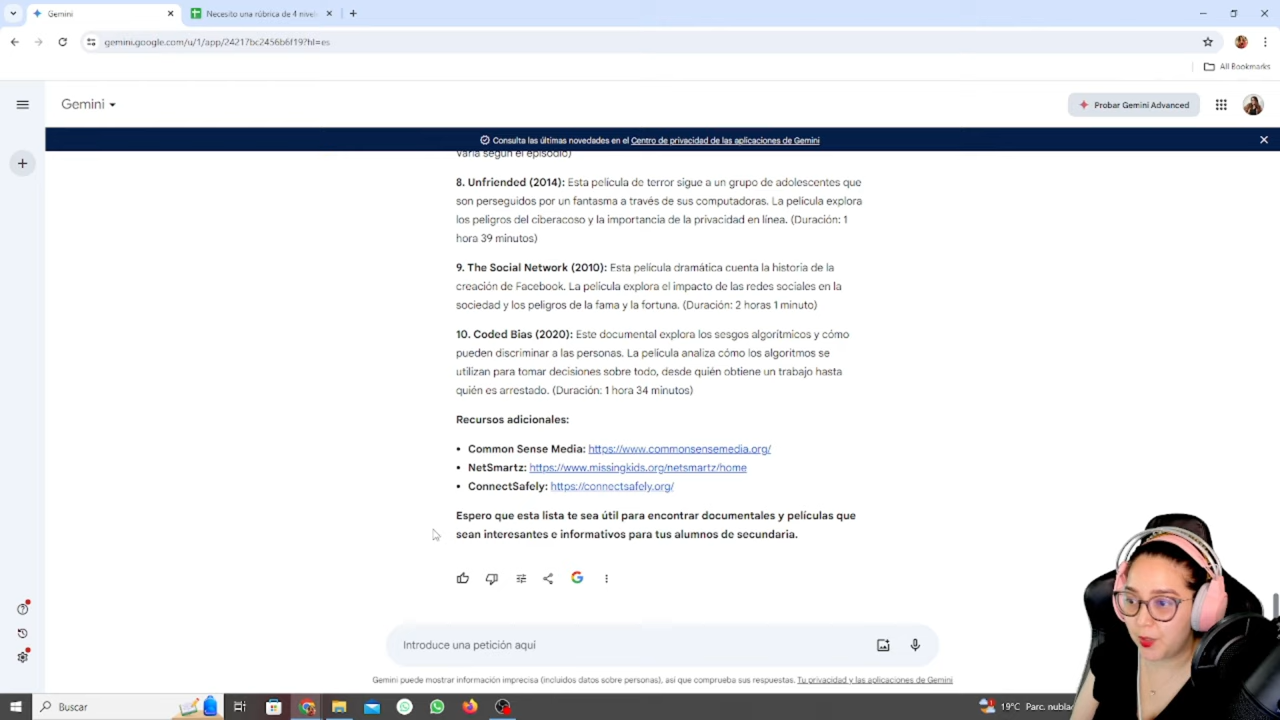 Gemini
Necesito una rúbrica de 4 nivele
gemini.google.com/u/1/app/24217bc2456b6f19?hl=es
All Bookmarks
Gemini
Probar Gemini Advanced
Consulta las últimas novedades en el Centro de privacidad de las aplicaciones de Gemini
varía según el episodio)
8. Unfriended (2014): Esta película de terror sigue a un grupo de adolescentes que
son perseguidos por un fantasma a través de sus computadoras. La película explora
los peligros del ciberacoso y la importancia de la privacidad en línea. (Duración: 1
hora 39 minutos)
9. The Social Network (2010): Esta película dramática cuenta la historia de la
creación de Facebook. La película explora el impacto de las redes sociales en la
sociedad y los peligros de la fama y la fortuna. (Duración: 2 horas 1 minuto)
10. Coded Bias (2020): Este documental explora los sesgos algorítmicos y cómo
pueden discriminar a las personas. La película analiza cómo los algoritmos se
utilizan para tomar decisiones sobre todo, desde quién obtiene un trabajo hasta
quién es arrestado. (Duración: 1 hora 34 minutos)
Recursos adicionales:
• Common Sense Media: https://www.commonsensemedia.org/
• NetSmartz: https://www.missingkids.org/netsmartz/home
• ConnectSafely: https://connectsafely.org/
Espero que esta lista te sea útil para encontrar documentales y películas que
sean interesantes e informativos para tus alumnos de secundaria.
Introduce una petición aquí
Gemini puede mostrar información imprecisa (incluidos datos sobre personas), así que comprueba sus respuestas. Tu privacidad y las aplicaciones de Gemini
Buscar
19°C Parc. nubla